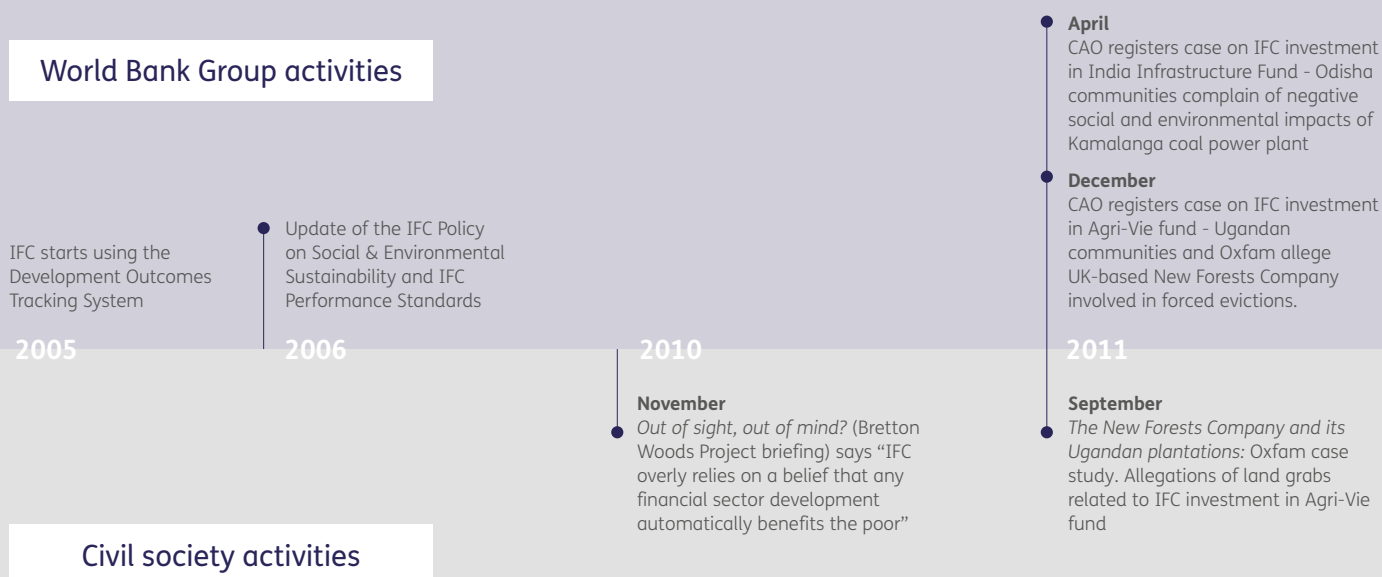 World Bank Group activities
IFC starts using the
Development Outcomes
Tracking System
2005
Update of the IFC Policy
on Social & Environmental
Sustainability and IFC
Performance Standards
2006
2010
November
Out of sight, out of mind? (Bretton
Woods Project briefing) says “IFC
overly relies on a belief that any
financial sector development
automatically benefits the poor”
April
CAO registers case on IFC investment
in India Infrastructure Fund - Odisha
communities complain of negative
social and environmental impacts of
Kamalanga coal power plant
December
CAO registers case on IFC investment
in Agri-Vie fund - Ugandan
communities and Oxfam allege
UK-based New Forests Company
involved in forced evictions.
2011
September
The New Forests Company and its
Ugandan plantations: Oxfam case
study. Allegations of land grabs
related to IFC investment in Agri-Vie
fund
Civil society activities